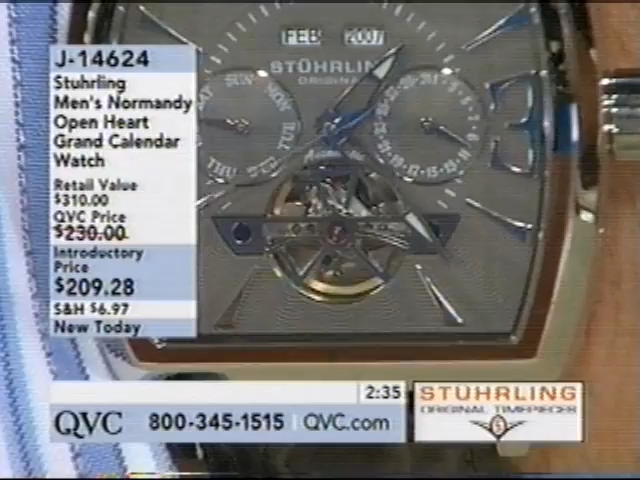 FEB 2007
STÜHRLING
ORIGINAL
J-14624
Stuhrling
Men's Normandy
Open Heart
Grand Calendar
Watch
Retail Value
$310.00
QVC Price
$230.00
Introductory
Price
$209.28
S&H $6.97
New Today
SUN
MON
TUE
WED
THU
2:35
QVC 800-345-1515 | QVC.com
STUHRLING
ORIGINAL TIMEPIECES